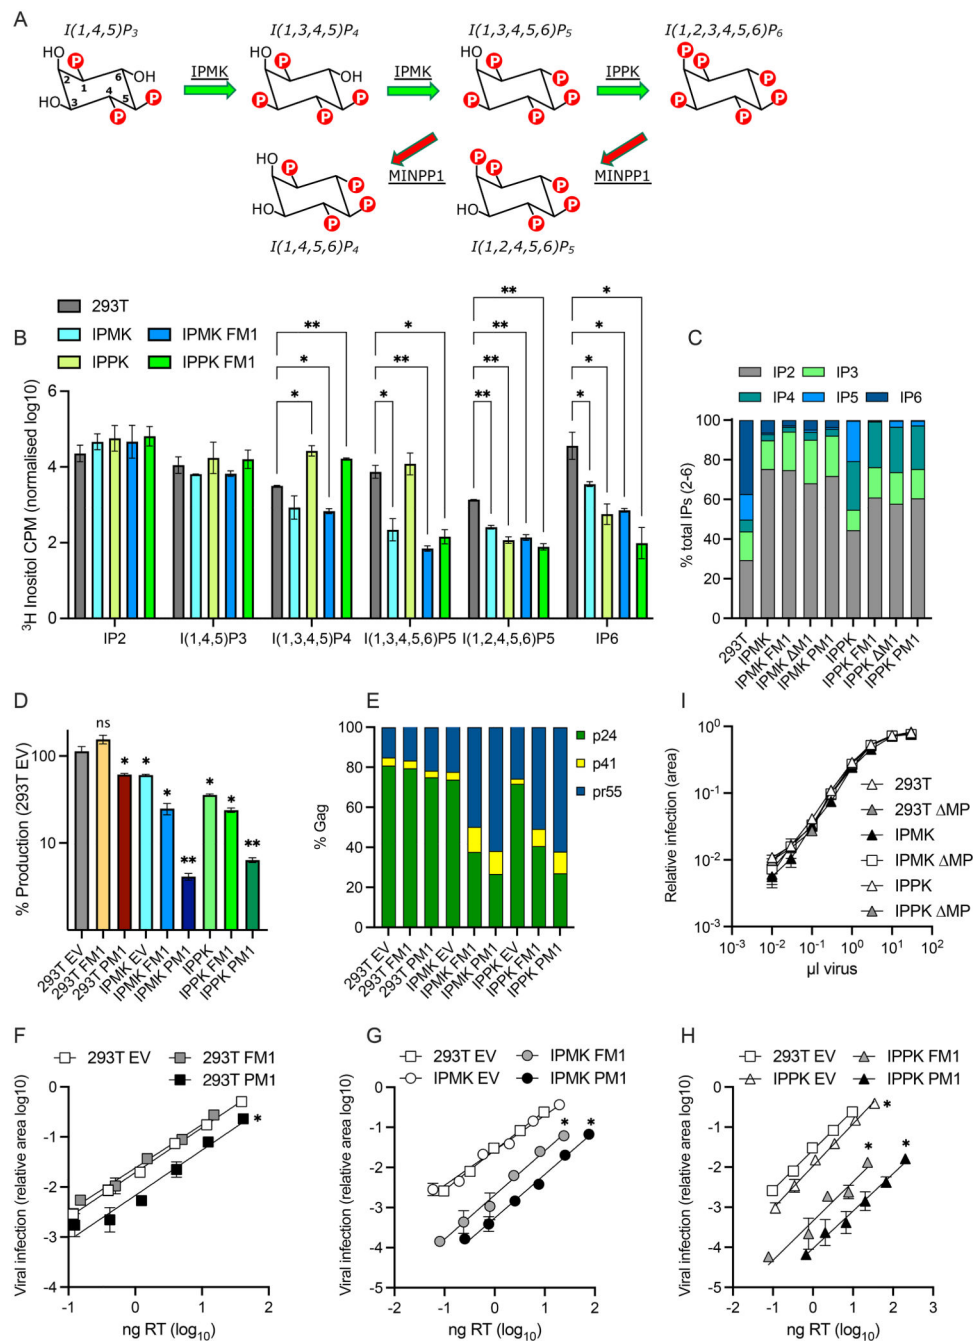 A
I(1,4,5)P3
I(1,3,4,5)P4
I(1,3,4,5,6)P5
I(1,2,3,4,5,6)P6
HO P 6 OH 2 1 4 5 P HO 3 P
IPMK
HO P OH P P P
IPMK
HO P P P P P
IPPK
P P P P P P
MINPP1
MINPP1
HO P P P HO P
P P P P HO P
I(1,4,5,6)P4
I(1,2,4,5,6)P5
B
293T
IPMK
IPMK FM1
IPPK
IPPK FM1
3H Inositol CPM (normalised log10)
6
4
2
0
* * **
* ** *
** ** ** **
* * * *
IP2
I(1,4,5)P3
I(1,3,4,5)P4
I(1,3,4,5,6)P5
I(1,2,4,5,6)P5
IP6
C
IP2
IP3
IP4
IP5
IP6
% total IPs (2-6)
100
80
60
40
20
0
293T
IPMK
IPMK FM1
IPMK ΔM1
IPMK PM1
IPPK
IPPK FM1
IPPK ΔM1
IPPK PM1
D
% Production (293T EV)
100
10
ns * * * ** * * **
293T EV
293T FM1
293T PM1
IPMK EV
IPMK FM1
IPMK PM1
IPPK
IPPK FM1
IPPK PM1
E
% Gag
100
80
60
40
20
0
p24
p41
pr55
293T EV
293T FM1
293T PM1
IPMK EV
IPMK FM1
IPMK PM1
IPPK EV
IPPK FM1
IPPK PM1
I
Relative infection (area)
10^0
10^-1
10^-2
10^-3
10^-3 10^-2 10^-1 10^0 10^1 10^2
µl virus
293T
293T ΔMP
IPMK
IPMK ΔMP
IPPK
IPPK ΔMP
F
293T EV
293T FM1
293T PM1
Viral infection (relative area log10)
0
-1
-2
-3
-4
*
-1 0 1 2
ng RT (log10)
G
293T EV
IPMK EV
IPMK FM1
IPMK PM1
Viral infection (relative area log10)
0
-1
-2
-3
-4
-5
* *
-2 -1 0 1 2
ng RT (log10)
H
293T EV
IPPK EV
IPPK FM1
IPPK PM1
Viral infection (relative area log10)
0
-1
-2
-3
-4
-5
* * *
-2 -1 0 1 2 3
ng RT (log10)